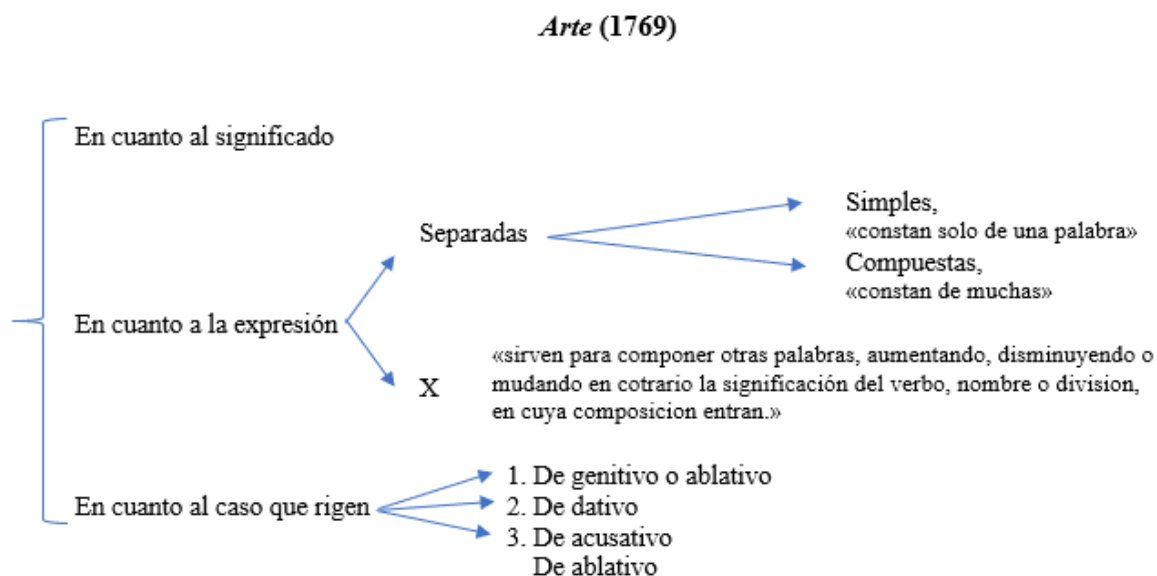 Arte (1769)
En cuanto al significado
Separadas
Simples,
«constan solo de una palabra»
Compuestas,
«constan de muchas»
En cuanto a la expresión
X
«sirven para componer otras palabras, aumentando, disminuyendo o
mudando en cotrario la significación del verbo, nombre o division,
en cuya composicion entran.»
En cuanto al caso que rigen
1. De genitivo o ablativo
2. De dativo
3. De acusativo
De ablativo